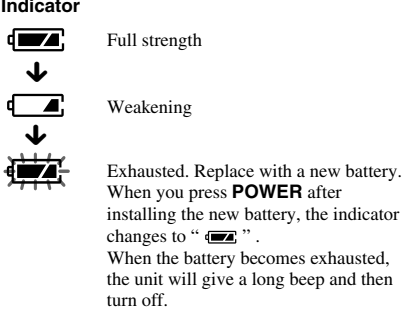 Indicator
Full strength
Weakening
Exhausted. Replace with a new battery.
When you press POWER after
installing the new battery, the indicator
changes to “ ” .
When the battery becomes exhausted,
the unit will give a long beep and then
turn off.